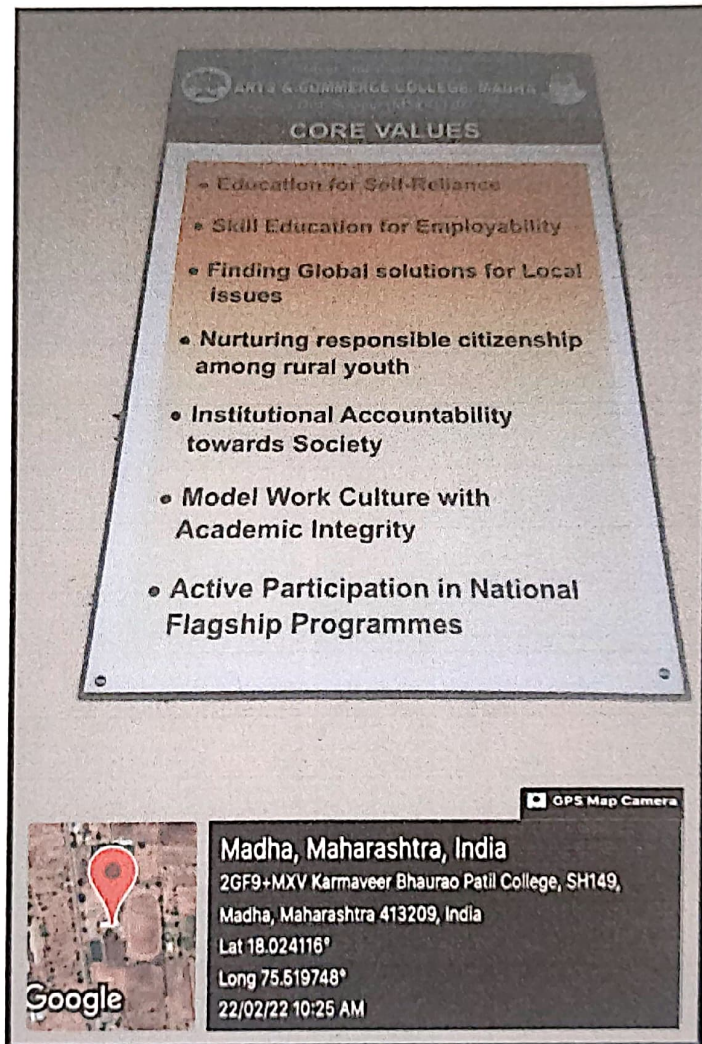 ARTS & COMMERCE COLLEGE, MADHA
CORE VALUES
• Education for Self-Reliance
• Skill Education for Employability
• Finding Global solutions for Local
issues
• Nurturing responsible citizenship
among rural youth
• Institutional Accountability
towards Society
• Model Work Culture with
Academic Integrity
• Active Participation in National
Flagship Programmes
GPS Map Camera
Google
Madha, Maharashtra, India
2GF9+MXV Karmaveer Bhaurao Patil College, SH149,
Madha, Maharashtra 413209, India
Lat 18.024116°
Long 75.519748°
22/02/22 10:25 AM